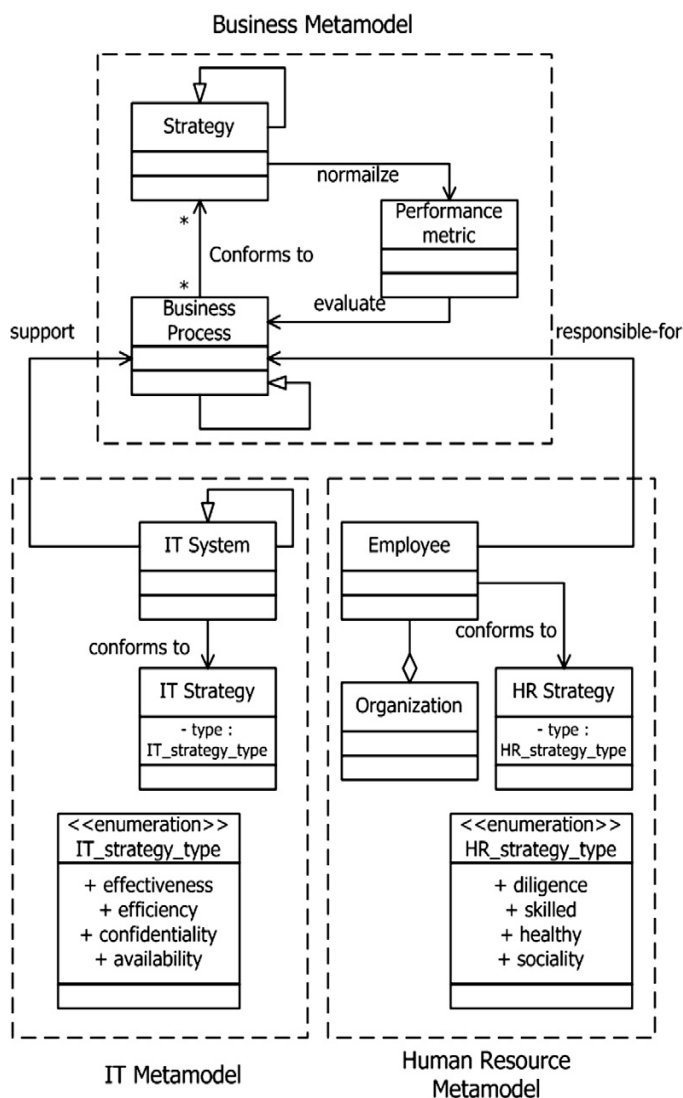 Business Metamodel
Strategy
normailze
Performance
metric
*
Conforms to
*
Business
Process
evaluate
support
responsible-for
IT System
Employee
conforms to
conforms to
IT Strategy
- type :
IT_strategy_type
Organization
HR Strategy
- type :
HR_strategy_type
<<enumeration>>
IT_strategy_type
+ effectiveness
+ efficiency
+ confidentiality
+ availability
<<enumeration>>
HR_strategy_type
+ diligence
+ skilled
+ healthy
+ sociality
IT Metamodel
Human Resource
Metamodel